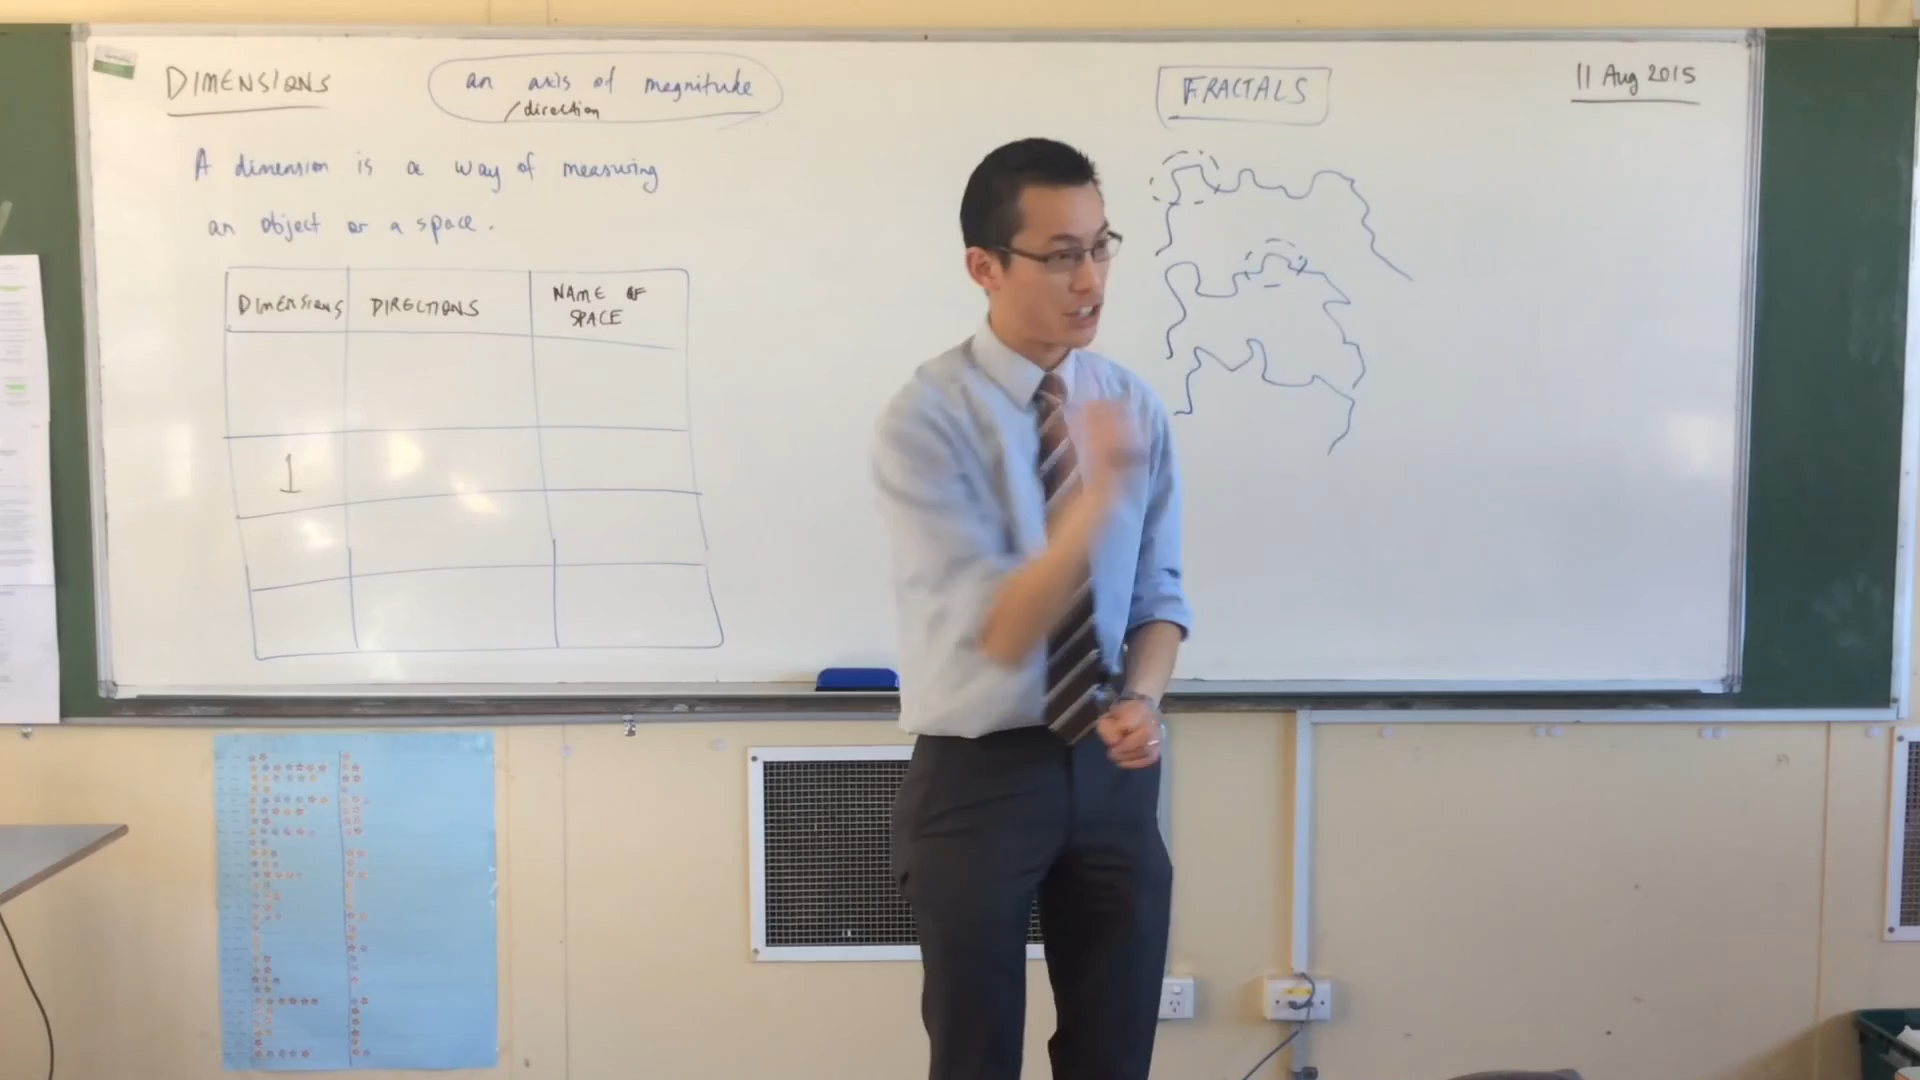 DIMENSIONS
an axis of magnitude
/direction
FRACTALS
11 Aug 2015
A dimension is a way of measuring
an object or a space.
DIMENSIONS
DIRECTIONS
NAME OF
SPACE
1